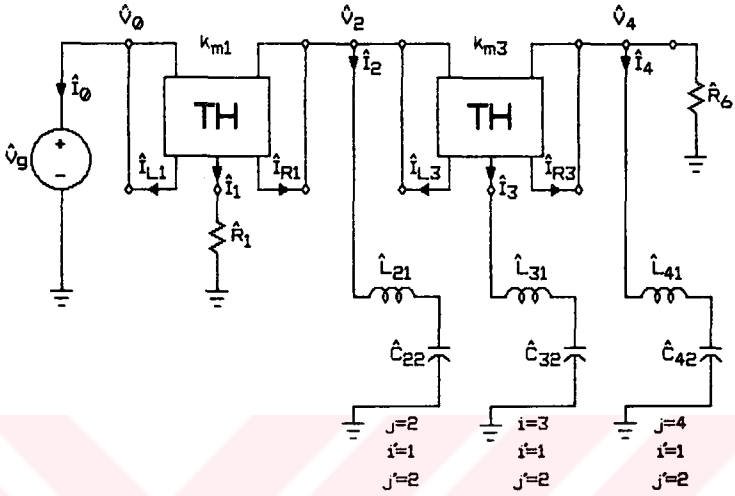 V̂0 km1 V̂2 km3 V̂4
Î0 Î2 Î4
TH TH R̂6
V̂g + −
ÎL1 Î1 ÎR1 ÎL3 Î3 ÎR3
R̂1
L̂21 L̂31 L̂41
Ĉ22 Ĉ32 Ĉ42
j=2 i=3 j=4
i'=1 i'=1 i'=1
j'=2 j'=2 j'=2